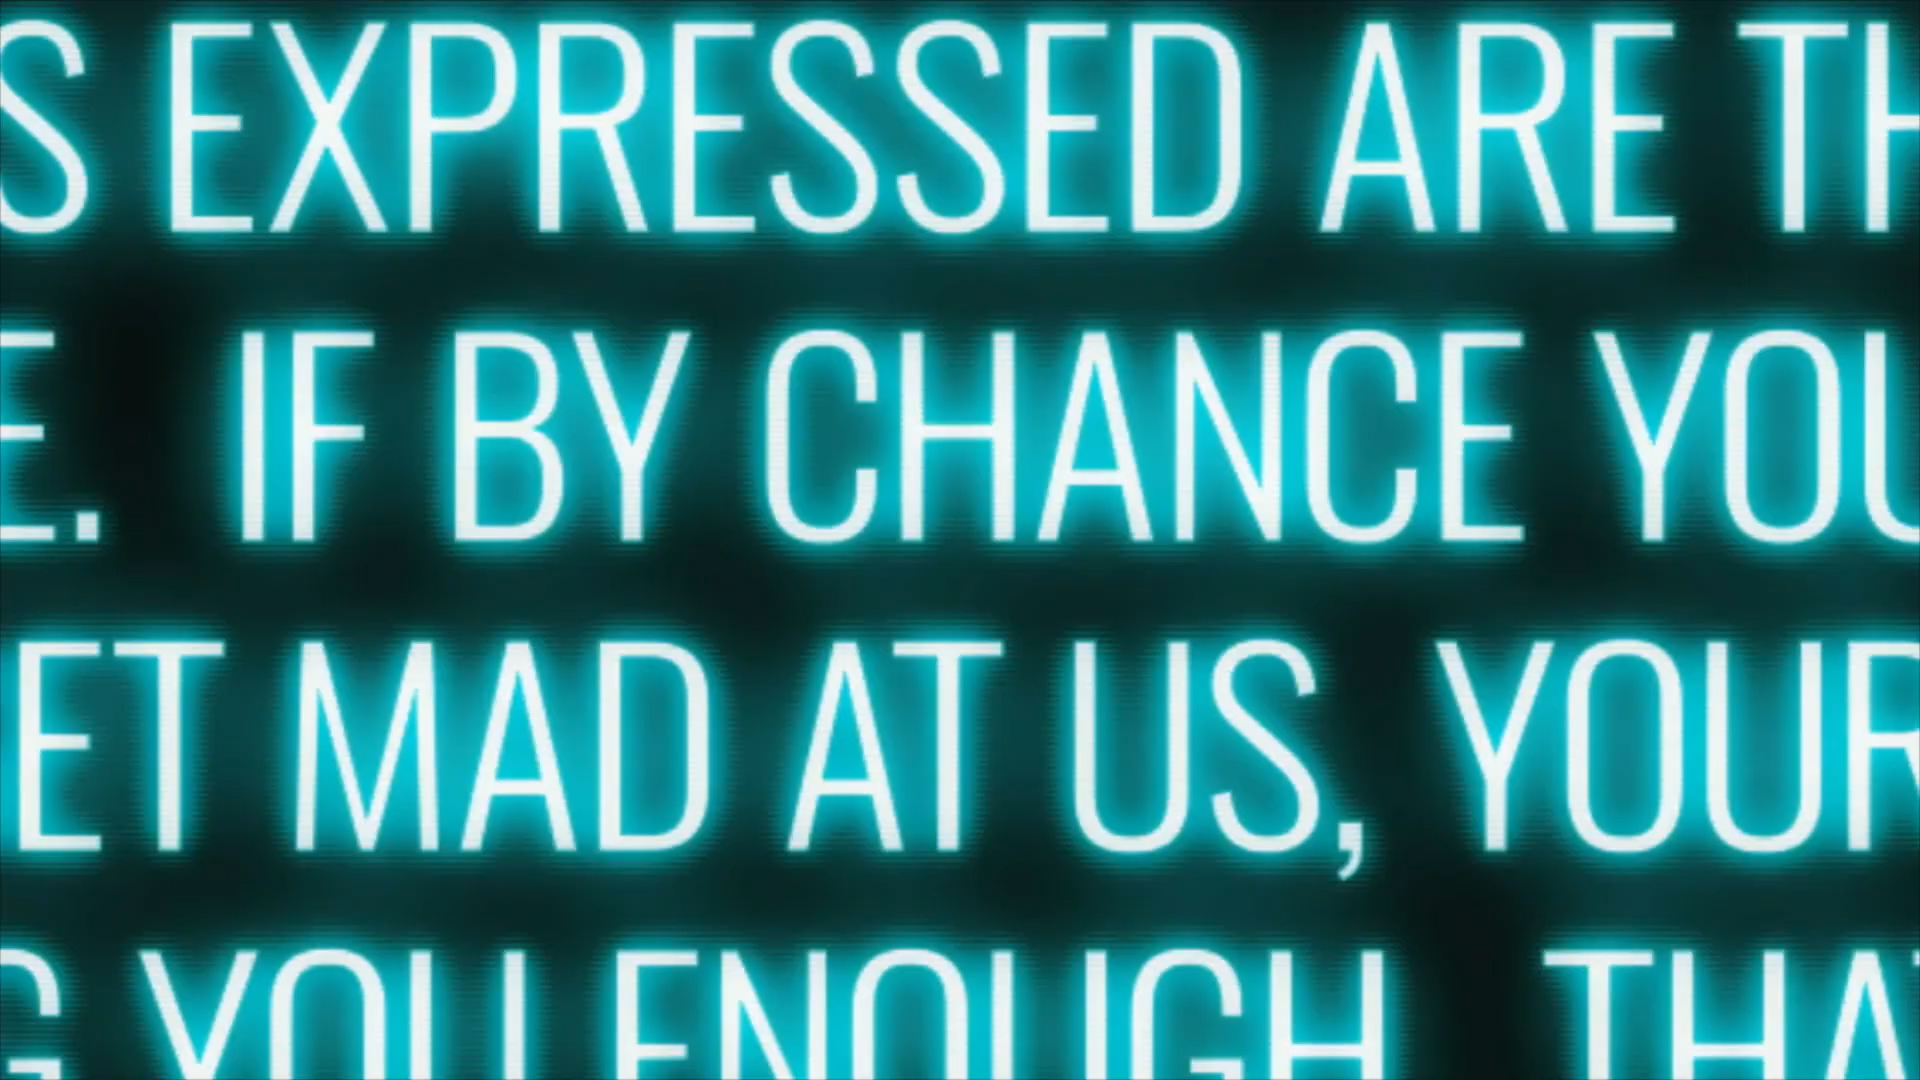 S EXPRESSED ARE TH
E. IF BY CHANCE YOU
ET MAD AT US, YOUR
G YOU ENOUGH THA